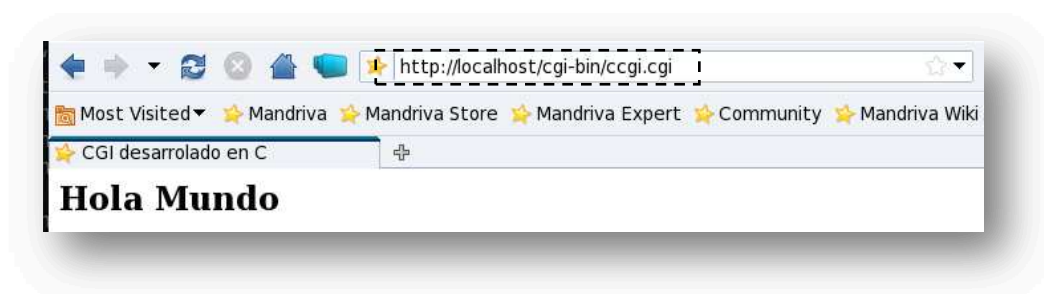 http://localhost/cgi-bin/ccgi.cgi
Most Visited Mandriva Mandriva Store Mandriva Expert Community Mandriva Wiki
CGI desarrolado en C
Hola Mundo